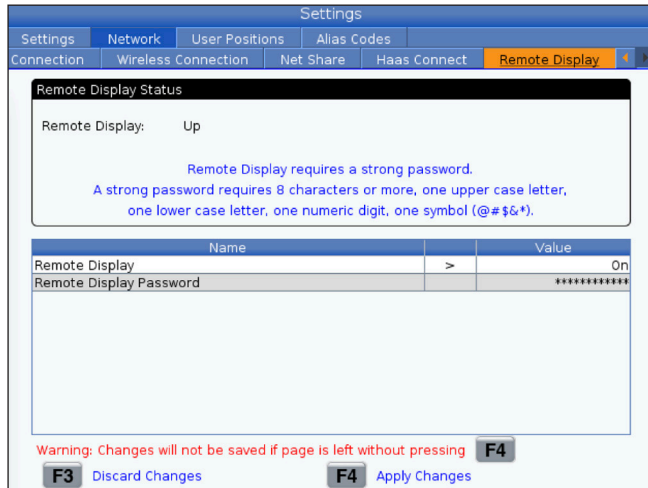 Settings
Settings Network User Positions Alias Codes
Connection Wireless Connection Net Share Haas Connect Remote Display
Remote Display Status
Remote Display: Up
Remote Display requires a strong password.
A strong password requires 8 characters or more, one upper case letter,
one lower case letter, one numeric digit, one symbol (@#$&*).
Name Value
Remote Display > On
Remote Display Password ************
Warning: Changes will not be saved if page is left without pressing F4
F3 Discard Changes F4 Apply Changes